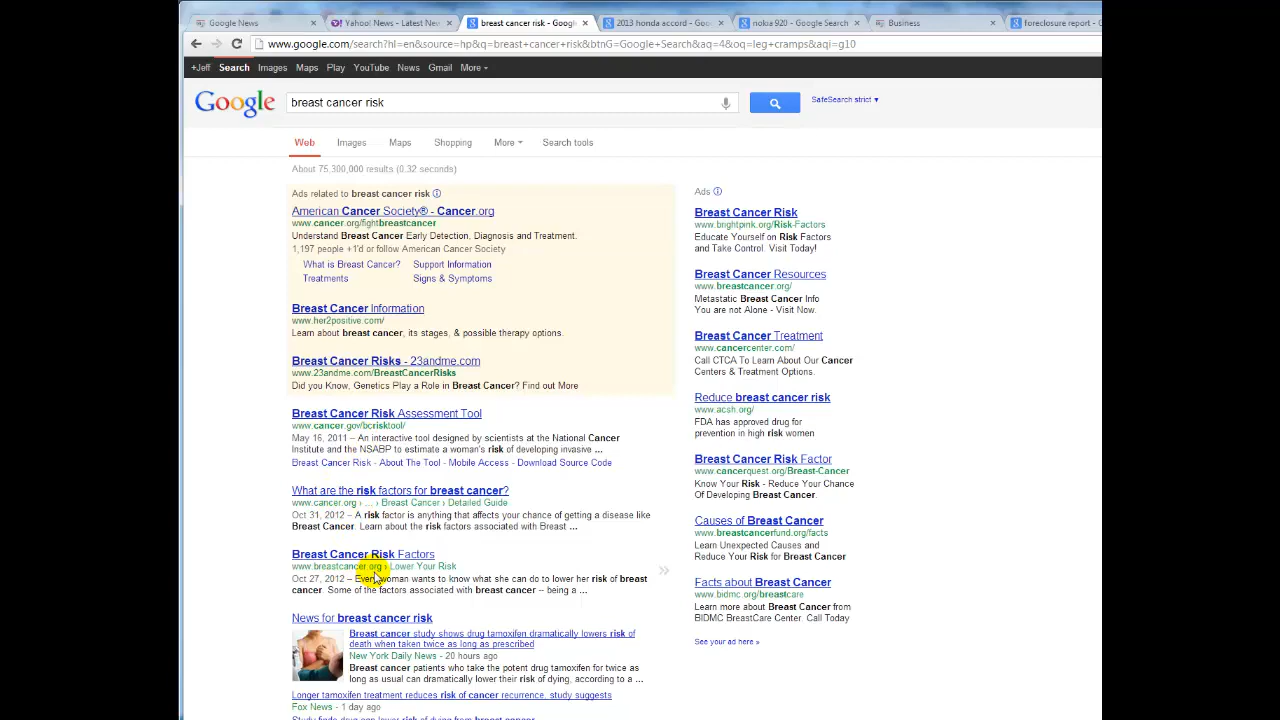 Google News
Yahoo! News - Latest New
breast cancer risk - Google
2013 honda accord - Goo
nokia 920 - Google Search
Business
foreclosure report - G
www.google.com/search?hl=en&source=hp&q=breast+cancer+risk&btnG=Google+Search&aq=4&oq=leg+cramps&aqi=g10
+Jeff Search Images Maps Play YouTube News Gmail More
Google
breast cancer risk
SafeSearch strict
Web Images Maps Shopping More Search tools
About 75,300,000 results (0.32 seconds)
Ads related to breast cancer risk
American Cancer Society® - Cancer.org
www.cancer.org/fightbreastcancer
Understand Breast Cancer Early Detection, Diagnosis and Treatment.
1,197 people +1'd or follow American Cancer Society
What is Breast Cancer? Support Information
Treatments Signs & Symptoms
Breast Cancer Information
www.her2positive.com/
Learn about breast cancer, its stages, & possible therapy options.
Breast Cancer Risks - 23andme.com
www.23andme.com/BreastCancerRisks
Did you Know, Genetics Play a Role in Breast Cancer? Find out More
Breast Cancer Risk Assessment Tool
www.cancer.gov/bcrisktool/
May 16, 2011 – An interactive tool designed by scientists at the National Cancer
Institute and the NSABP to estimate a woman's risk of developing invasive ...
Breast Cancer Risk - About The Tool - Mobile Access - Download Source Code
What are the risk factors for breast cancer?
www.cancer.org › ... › Breast Cancer › Detailed Guide
Oct 31, 2012 – A risk factor is anything that affects your chance of getting a disease like
Breast Cancer. Learn about the risk factors associated with Breast ...
Breast Cancer Risk Factors
www.breastcancer.org › Lower Your Risk
Oct 27, 2012 – Every woman wants to know what she can do to lower her risk of breast
cancer. Some of the factors associated with breast cancer -- being a ...
News for breast cancer risk
Breast cancer study shows drug tamoxifen dramatically lowers risk of
death when taken twice as long as prescribed
New York Daily News - 20 hours ago
Breast cancer patients who take the potent drug tamoxifen for twice as
long as usual can dramatically lower their risk of dying, according to a ...
Longer tamoxifen treatment reduces risk of cancer recurrence, study suggests
Fox News - 1 day ago
Study finds drug can lower risk of dying from breast cancer
Ads
Breast Cancer Risk
www.brightpink.org/Risk-Factors
Educate Yourself on Risk Factors
and Take Control. Visit Today!
Breast Cancer Resources
www.breastcancer.org/
Metastatic Breast Cancer Info
You are not Alone - Visit Now.
Breast Cancer Treatment
www.cancercenter.com/
Call CTCA To Learn About Our Cancer
Centers & Treatment Options.
Reduce breast cancer risk
www.acsh.org/
FDA has approved drug for
prevention in high risk women
Breast Cancer Risk Factor
www.cancerquest.org/Breast-Cancer
Know Your Risk - Reduce Your Chance
Of Developing Breast Cancer.
Causes of Breast Cancer
www.breastcancerfund.org/facts
Learn Unexpected Causes and
Reduce Your Risk for Breast Cancer
Facts about Breast Cancer
www.bidmc.org/breastcare
Learn more about Breast Cancer from
BIDMC BreastCare Center. Call Today
See your ad here »